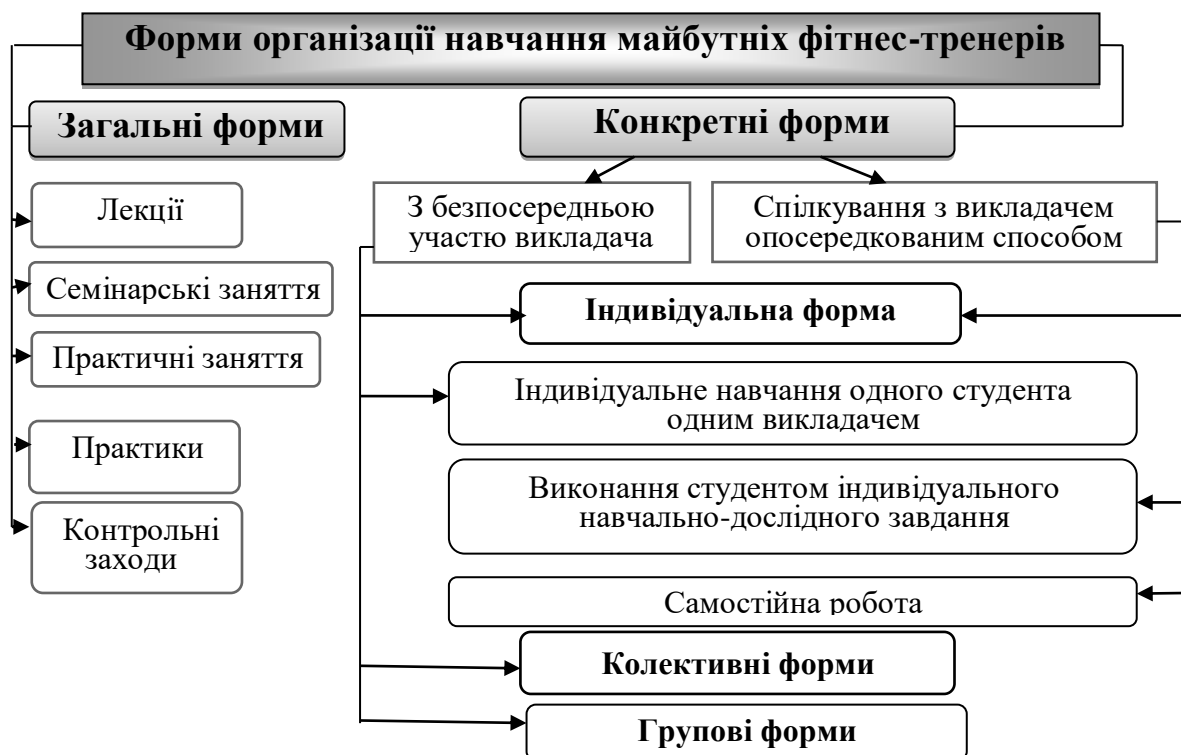 Форми організації навчання майбутніх фітнес-тренерів
Загальні форми
Лекції
Семінарські заняття
Практичні заняття
Практики
Контрольні
заходи
Конкретні форми
З безпосередньою
участю викладача
Спілкування з викладачем
опосередкованим способом
Індивідуальна форма
Індивідуальне навчання одного студента
одним викладачем
Виконання студентом індивідуального
навчально-дослідного завдання
Самостійна робота
Колективні форми
Групові форми